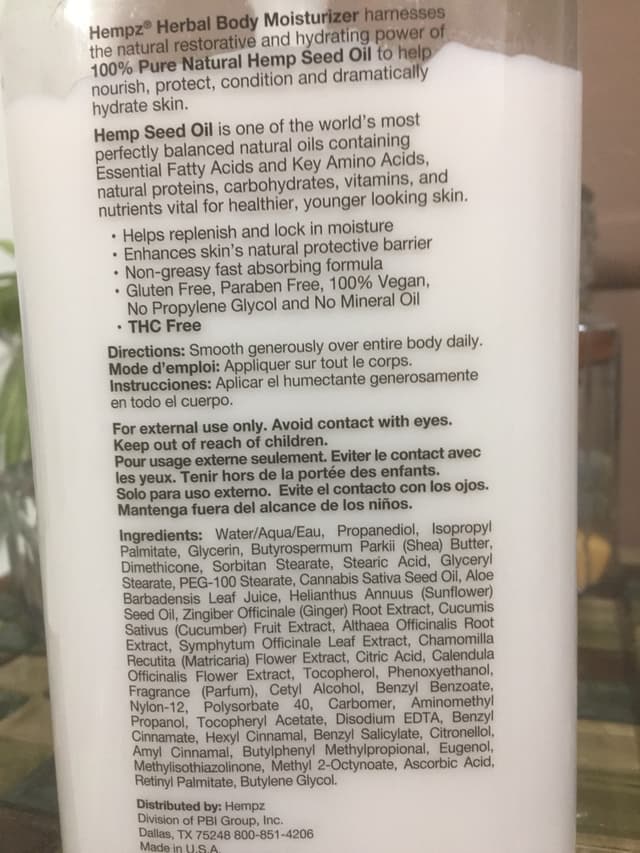 Hempz® Herbal Body Moisturizer harnesses
the natural restorative and hydrating power of
100% Pure Natural Hemp Seed Oil to help
nourish, protect, condition and dramatically
hydrate skin.
Hemp Seed Oil is one of the world's most
perfectly balanced natural oils containing
Essential Fatty Acids and Key Amino Acids,
natural proteins, carbohydrates, vitamins, and
nutrients vital for healthier, younger looking skin.
• Helps replenish and lock in moisture
• Enhances skin's natural protective barrier
• Non-greasy fast absorbing formula
• Gluten Free, Paraben Free, 100% Vegan,
No Propylene Glycol and No Mineral Oil
• THC Free
Directions: Smooth generously over entire body daily.
Mode d'emploi: Appliquer sur tout le corps.
Instrucciones: Aplicar el humectante generosamente
en todo el cuerpo.
For external use only. Avoid contact with eyes.
Keep out of reach of children.
Pour usage externe seulement. Eviter le contact avec
les yeux. Tenir hors de la portée des enfants.
Solo para uso externo. Evite el contacto con los ojos.
Mantenga fuera del alcance de los niños.
Ingredients: Water/Aqua/Eau, Propanediol, Isopropyl
Palmitate, Glycerin, Butyrospermum Parkii (Shea) Butter,
Dimethicone, Sorbitan Stearate, Stearic Acid, Glyceryl
Stearate, PEG-100 Stearate, Cannabis Sativa Seed Oil, Aloe
Barbadensis Leaf Juice, Helianthus Annuus (Sunflower)
Seed Oil, Zingiber Officinale (Ginger) Root Extract, Cucumis
Sativus (Cucumber) Fruit Extract, Althaea Officinalis Root
Extract, Symphytum Officinale Leaf Extract, Chamomilla
Recutita (Matricaria) Flower Extract, Citric Acid, Calendula
Officinalis Flower Extract, Tocopherol, Phenoxyethanol,
Fragrance (Parfum), Cetyl Alcohol, Benzyl Benzoate,
Nylon-12, Polysorbate 40, Carbomer, Aminomethyl
Propanol, Tocopheryl Acetate, Disodium EDTA, Benzyl
Cinnamate, Hexyl Cinnamal, Benzyl Salicylate, Citronellol,
Amyl Cinnamal, Butylphenyl Methylpropional, Eugenol,
Methylisothiazolinone, Methyl 2-Octynoate, Ascorbic Acid,
Retinyl Palmitate, Butylene Glycol.
Distributed by: Hempz
Division of PBI Group, Inc.
Dallas, TX 75248 800-851-4206
Made in U.S.A.